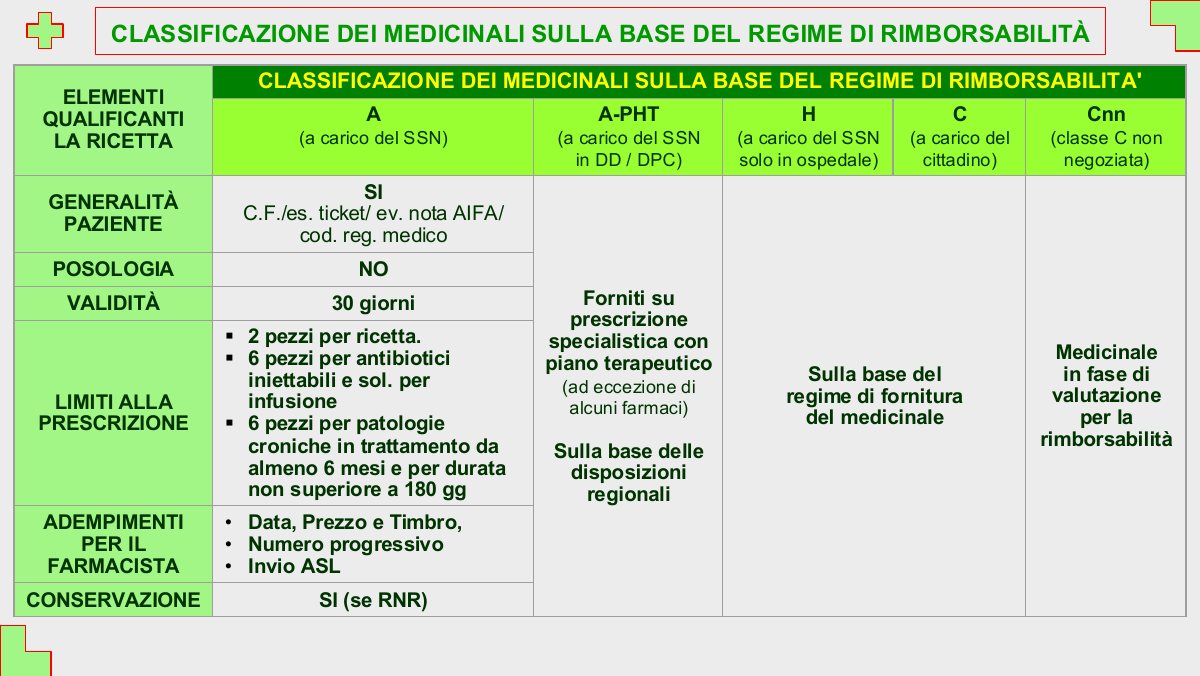 CLASSIFICAZIONE DEI MEDICINALI SULLA BASE DEL REGIME DI RIMBORSABILITÀ
ELEMENTI
QUALIFICANTI
LA RICETTA
CLASSIFICAZIONE DEI MEDICINALI SULLA BASE DEL REGIME DI RIMBORSABILITA'
A
(a carico del SSN)
A-PHT
(a carico del SSN
in DD / DPC)
H
(a carico del SSN
solo in ospedale)
C
(a carico del
cittadino)
Cnn
(classe C non
negoziata)
GENERALITÀ
PAZIENTE
SI
C.F./es. ticket/ ev. nota AIFA/
cod. reg. medico
POSOLOGIA
NO
VALIDITÀ
30 giorni
LIMITI ALLA
PRESCRIZIONE
▪ 2 pezzi per ricetta.
▪ 6 pezzi per antibiotici
iniettabili e sol. per
infusione
▪ 6 pezzi per patologie
croniche in trattamento da
almeno 6 mesi e per durata
non superiore a 180 gg
ADEMPIMENTI
PER IL
FARMACISTA
• Data, Prezzo e Timbro,
• Numero progressivo
• Invio ASL
CONSERVAZIONE
SI (se RNR)
Forniti su
prescrizione
specialistica con
piano terapeutico
(ad eccezione di
alcuni farmaci)
Sulla base delle
disposizioni
regionali
Sulla base del
regime di fornitura
del medicinale
Medicinale
in fase di
valutazione
per la
rimborsabilità